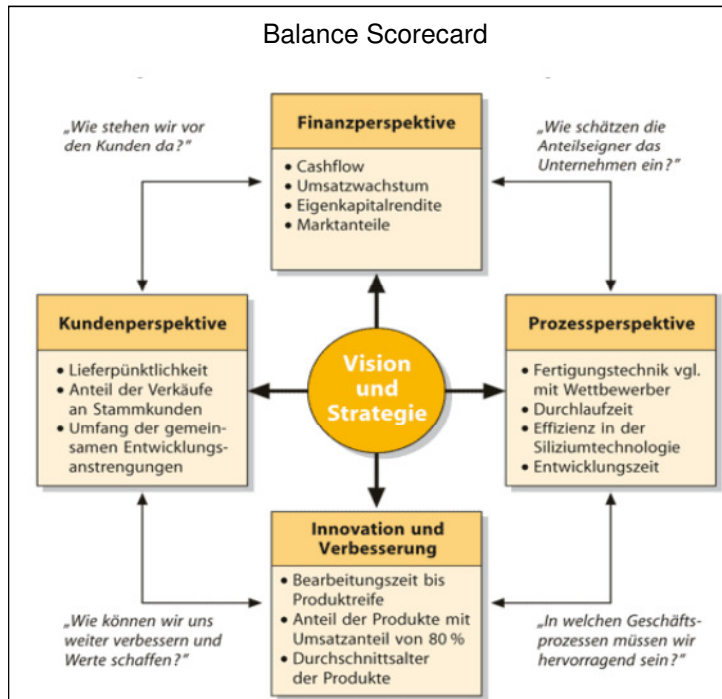 Balance Scorecard
„Wie stehen wir vor
den Kunden da?"
Finanzperspektive
• Cashflow
• Umsatzwachstum
• Eigenkapitalrendite
• Marktanteile
„Wie schätzen die
Anteilseigner das
Unternehmen ein?"
Kundenperspektive
• Lieferpünktlichkeit
• Anteil der Verkäufe
an Stammkunden
• Umfang der gemein-
samen Entwicklungs-
anstrengungen
Vision
und
Strategie
Prozessperspektive
• Fertigungstechnik vgl.
mit Wettbewerber
• Durchlaufzeit
• Effizienz in der
Siliziumtechnologie
• Entwicklungszeit
„Wie können wir uns
weiter verbessern und
Werte schaffen?"
Innovation und
Verbesserung
• Bearbeitungszeit bis
Produktreife
• Anteil der Produkte mit
Umsatzanteil von 80 %
• Durchschnittsalter
der Produkte
„In welchen Geschäfts-
prozessen müssen wir
hervorragend sein?"